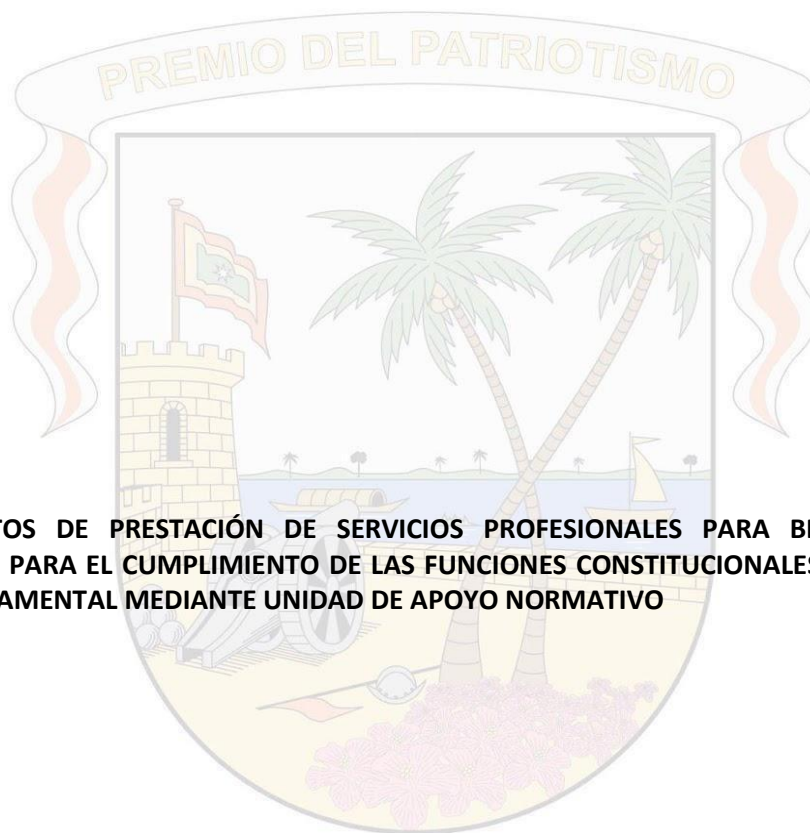 PREMIO DEL PATRIOTISMO
TOS DE PRESTACIÓN DE SERVICIOS PROFESIONALES PARA
PARA EL CUMPLIMIENTO DE LAS FUNCIONES CONSTITUCIONALES
AMENTAL MEDIANTE UNIDAD DE APOYO NORMATIVO